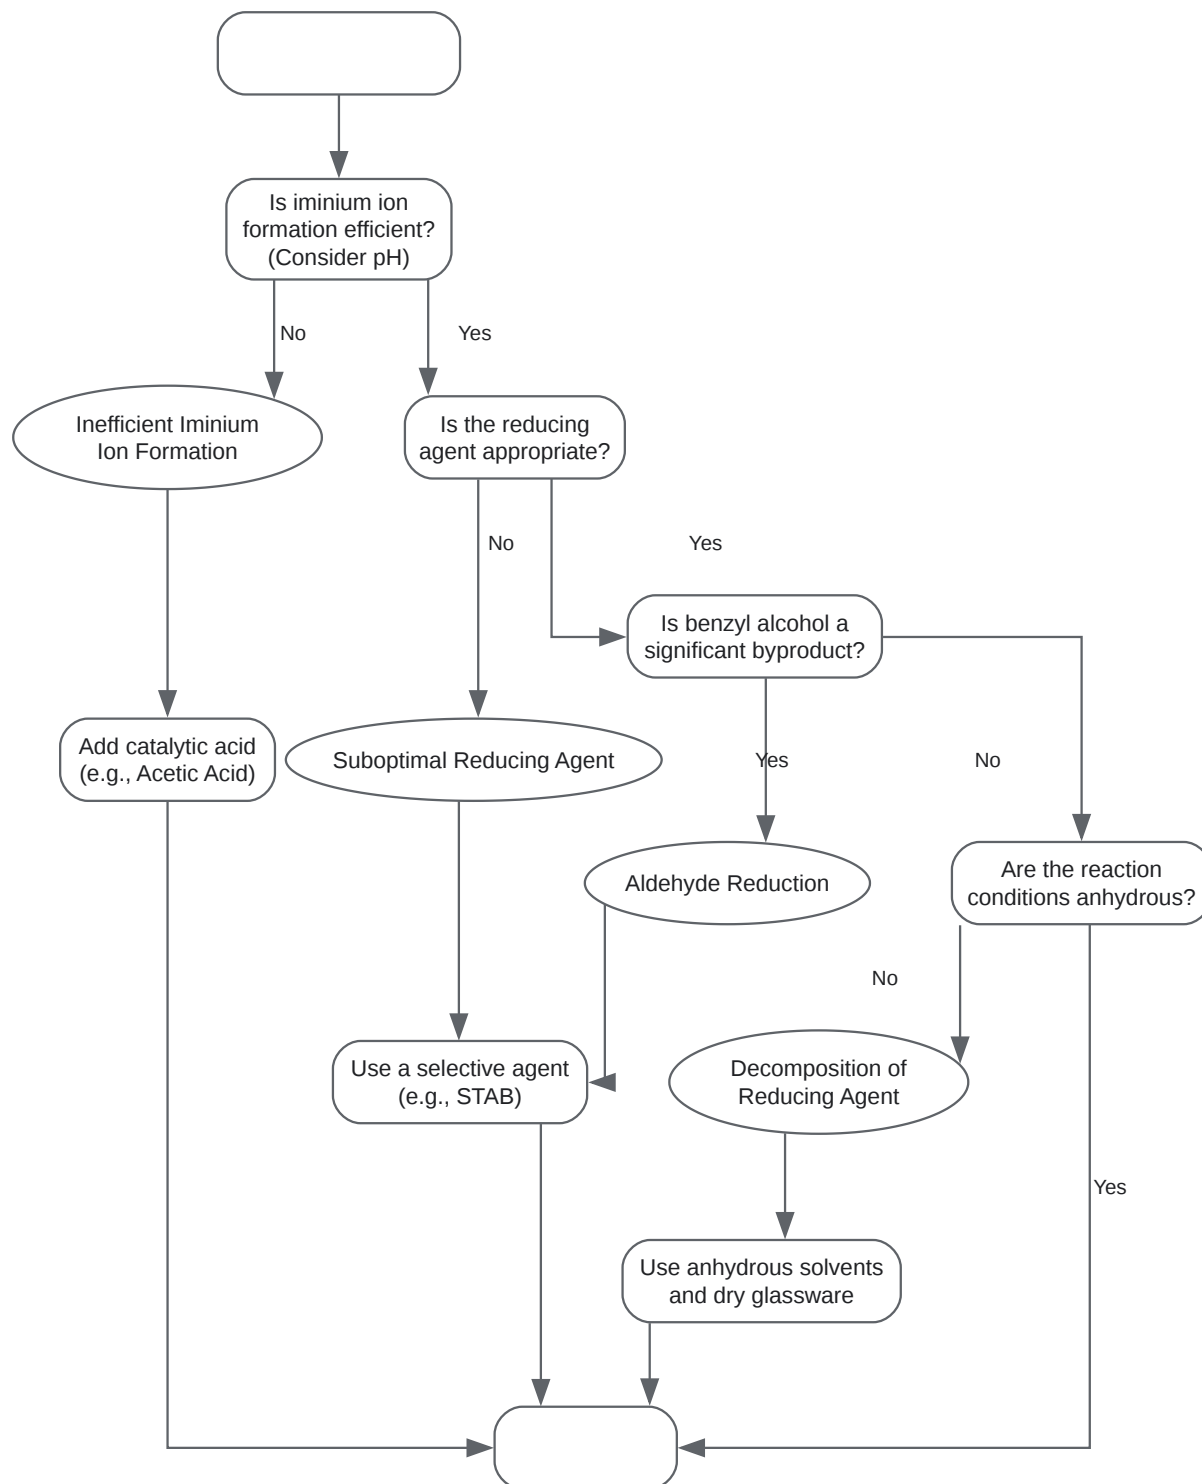 Is iminium ion
formation efficient?
(Consider pH)
No
Yes
Inefficient Iminium
Ion Formation
Is the reducing
agent appropriate?
No
Yes
Is benzyl alcohol a
significant byproduct?
Add catalytic acid
(e.g., Acetic Acid)
Suboptimal Reducing Agent
Yes
No
Aldehyde Reduction
Are the reaction
conditions anhydrous?
No
Use a selective agent
(e.g., STAB)
Decomposition of
Reducing Agent
Yes
Use anhydrous solvents
and dry glassware